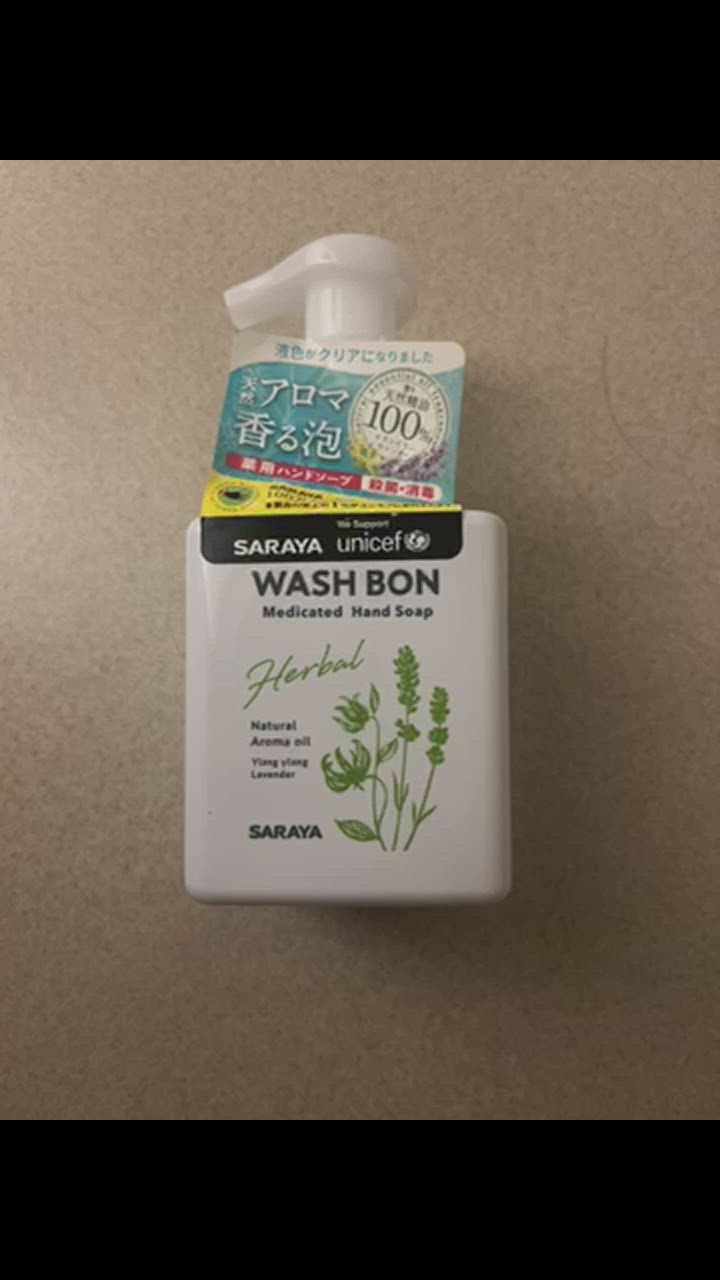 液色がクリアになりました
天然アロマ
香る泡
天然精油
100%
薬用ハンドソープ 殺菌・消毒
SARAYA
We Support
SARAYA unicef
WASH BON
Medicated Hand Soap
Herbal
Natural
Aroma oil
Ylang ylang
Lavender
SARAYA